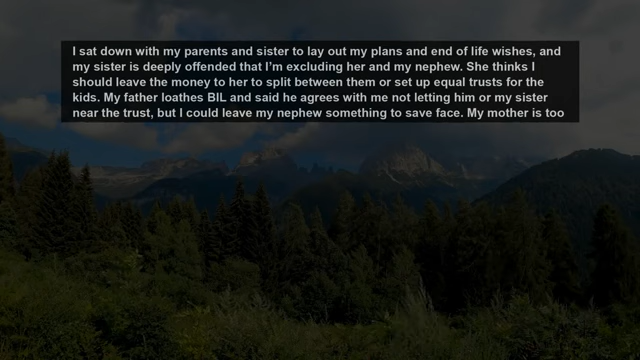 I sat down with my parents and sister to lay out my plans and end of life wishes, and
my sister is deeply offended that I'm excluding her and my nephew. She thinks I
should leave the money to her to split between them or set up equal trusts for the
kids. My father loathes BIL and said he agrees with me not letting him or my sister
near the trust, but I could leave my nephew something to save face. My mother is too